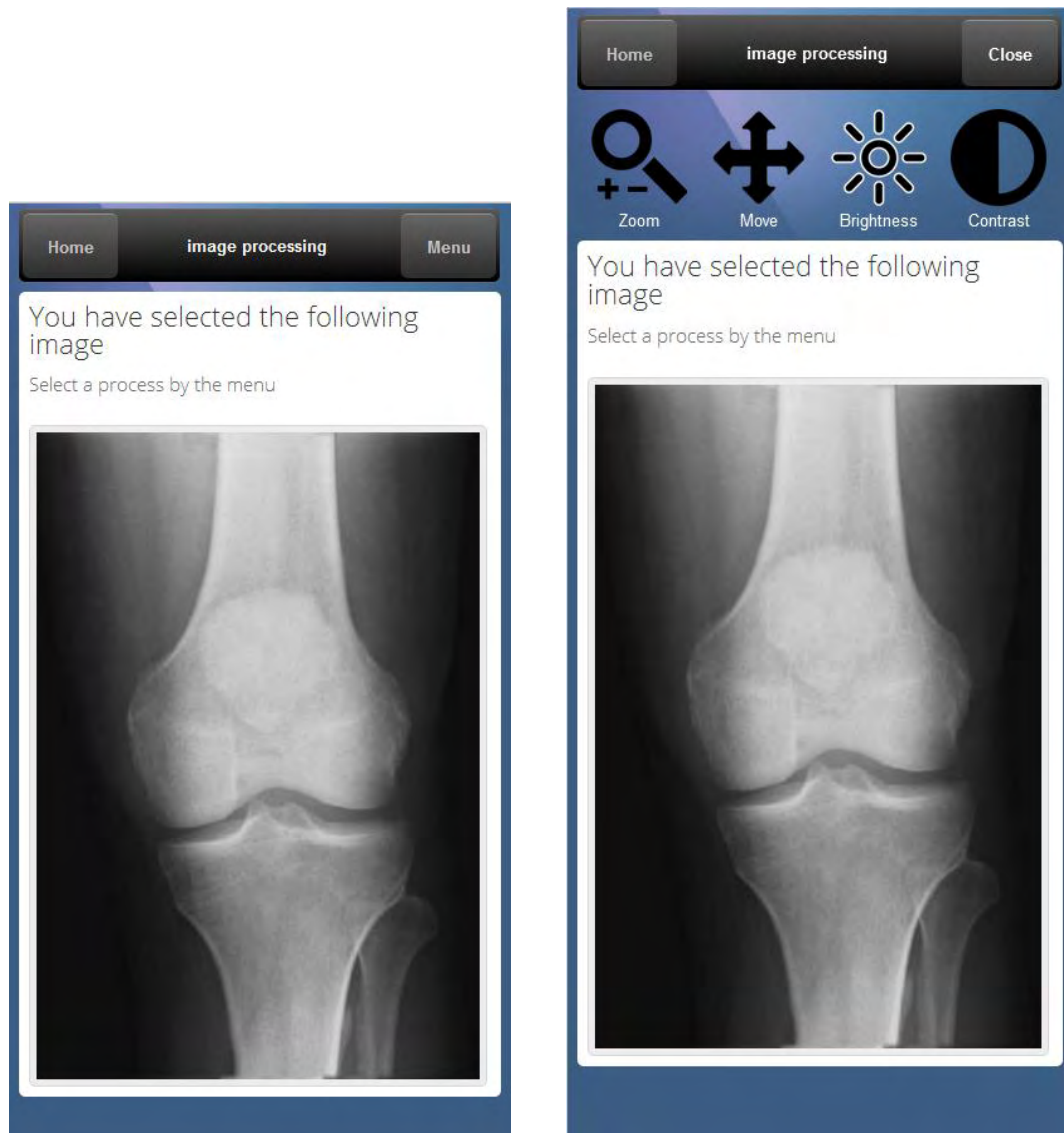 Home image processing Menu
You have selected the following
image
Select a process by the menu
Home image processing Close
Zoom Move Brightness Contrast
You have selected the following
image
Select a process by the menu